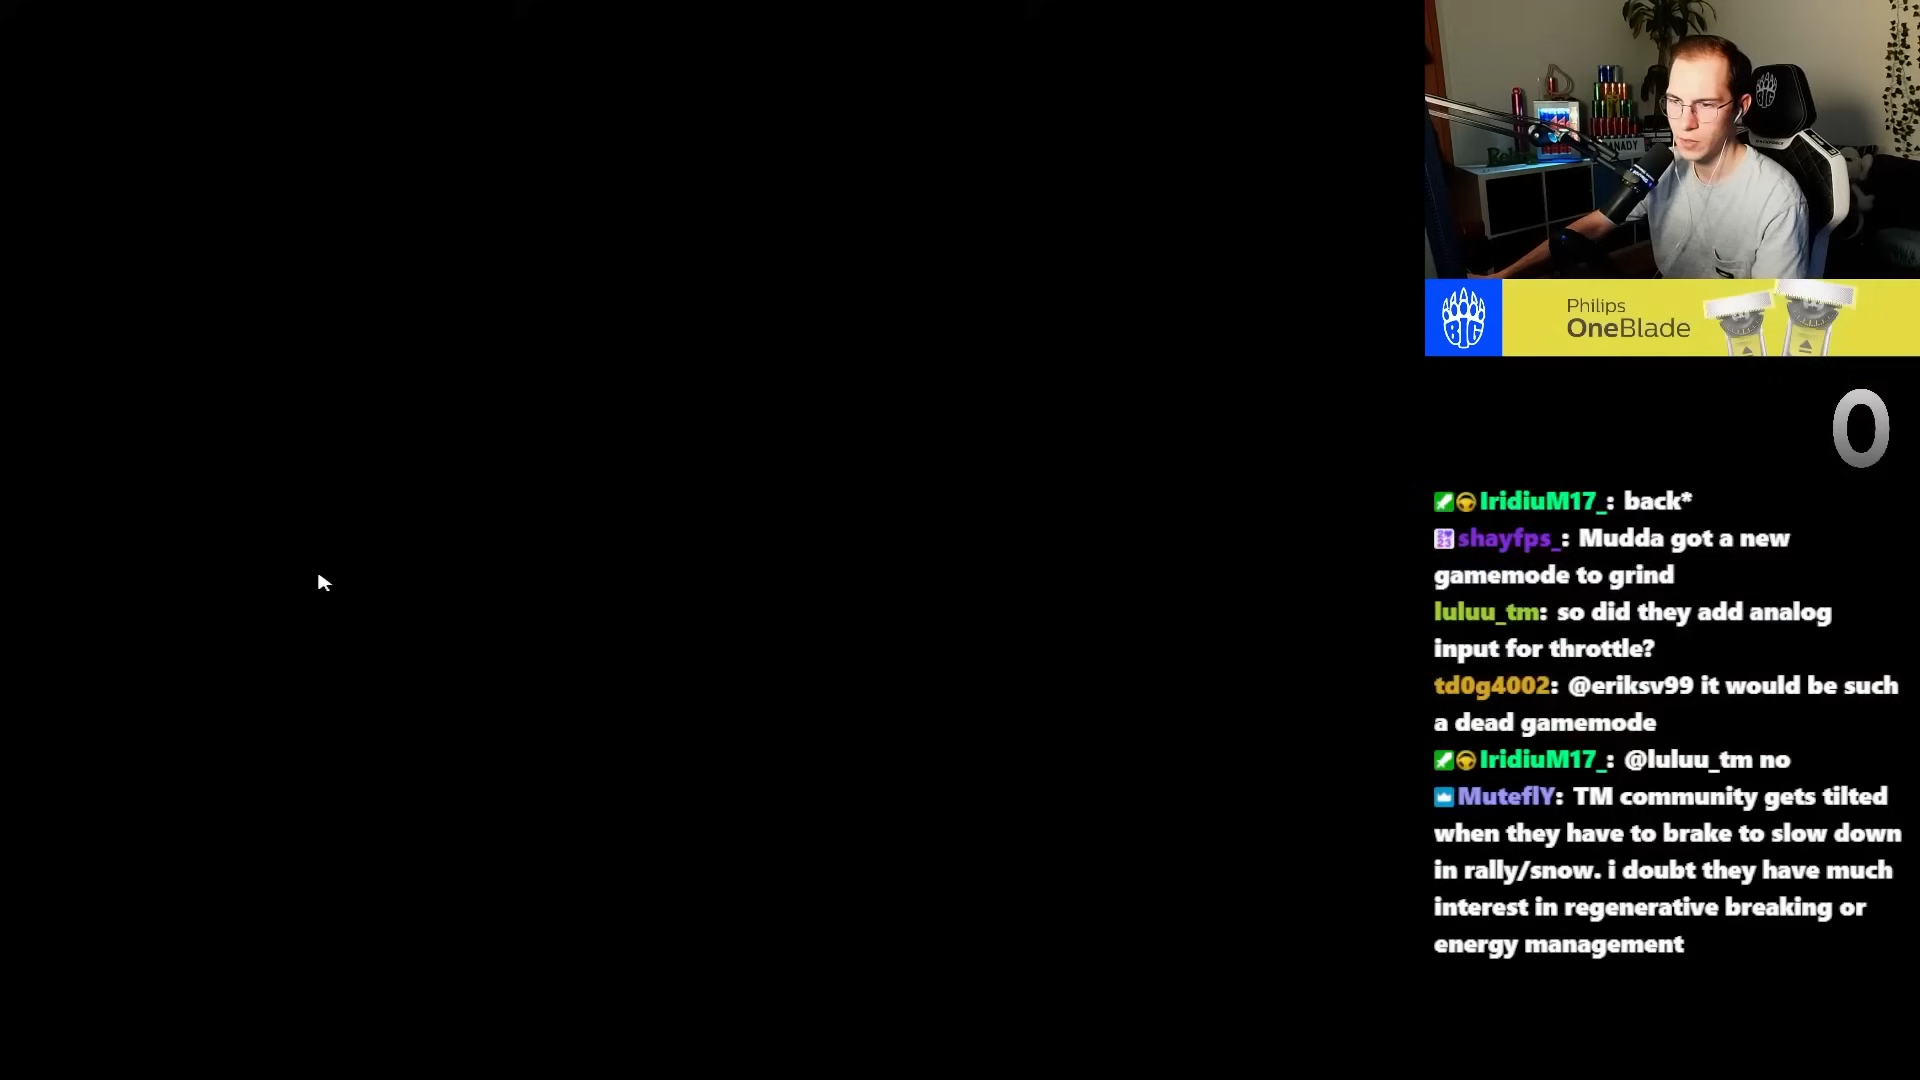 BIG
ANADY
BIG
Philips
OneBlade
0
IridiuM17_: back*
shayfps_: Mudda got a new
gamemode to grind
luluu_tm: so did they add analog
input for throttle?
td0g4002: @eriksv99 it would be such
a dead gamemode
IridiuM17_: @luluu_tm no
MuteflY: TM community gets tilted
when they have to brake to slow down
in rally/snow. i doubt they have much
interest in regenerative breaking or
energy management